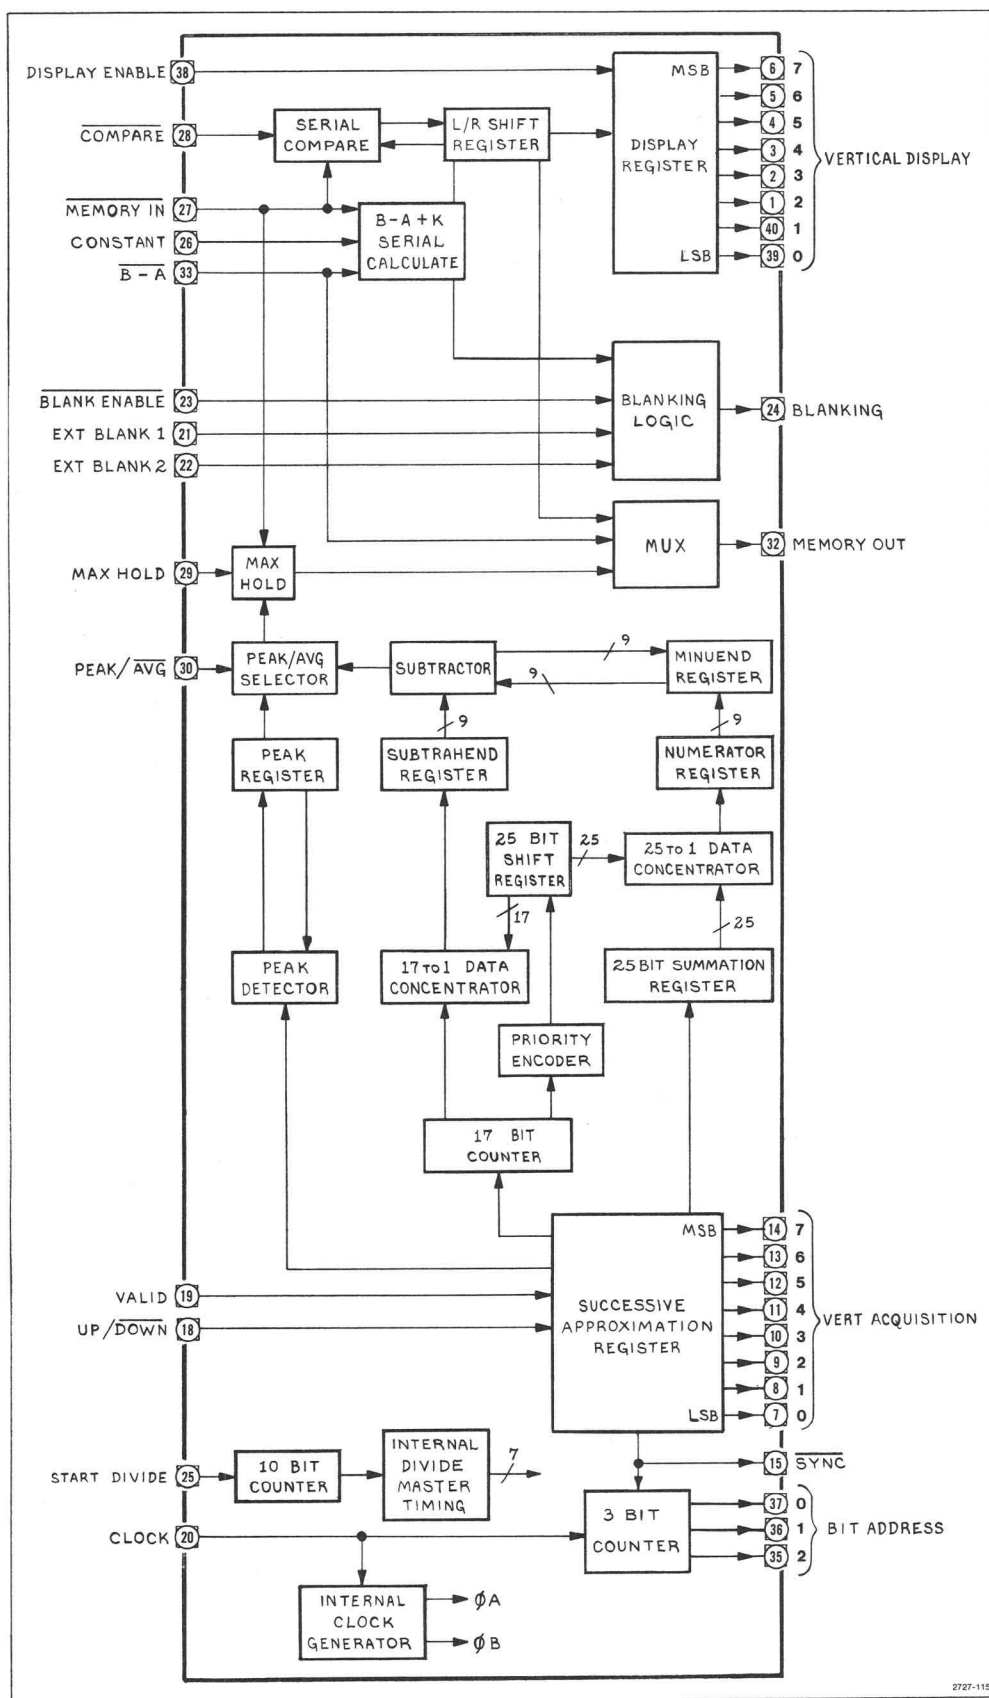 DISPLAY ENABLE 38
MSB 6 7
5 6
COMPARE 28
SERIAL COMPARE
L/R SHIFT REGISTER
DISPLAY REGISTER
4 5
3 4
VERTICAL DISPLAY
2 3
MEMORY IN 27
1 2
CONSTANT 26
B-A+K SERIAL CALCULATE
40 1
B-A 33
LSB 39 0
BLANK ENABLE 23
BLANKING LOGIC
24 BLANKING
EXT BLANK 1 21
EXT BLANK 2 22
MUX
32 MEMORY OUT
MAX HOLD 29
MAX HOLD
PEAK/AVG 30
PEAK/AVG SELECTOR
SUBTRACTOR
9
9
MINUEND REGISTER
9
9
PEAK REGISTER
SUBTRAHEND REGISTER
NUMERATOR REGISTER
25 BIT SHIFT REGISTER
25
25 TO 1 DATA CONCENTRATOR
17
25
PEAK DETECTOR
17 TO 1 DATA CONCENTRATOR
25 BIT SUMMATION REGISTER
PRIORITY ENCODER
17 BIT COUNTER
MSB 14 7
13 6
VALID 19
12 5
UP/DOWN 18
SUCCESSIVE APPROXIMATION REGISTER
11 4
VERT ACQUISITION
10 3
9 2
8 1
LSB 7 0
START DIVIDE 25
10 BIT COUNTER
INTERNAL DIVIDE MASTER TIMING
7
15 SYNC
CLOCK 20
3 BIT COUNTER
37 0
36 1
BIT ADDRESS
35 2
INTERNAL CLOCK GENERATOR
ØA
ØB
2727-115